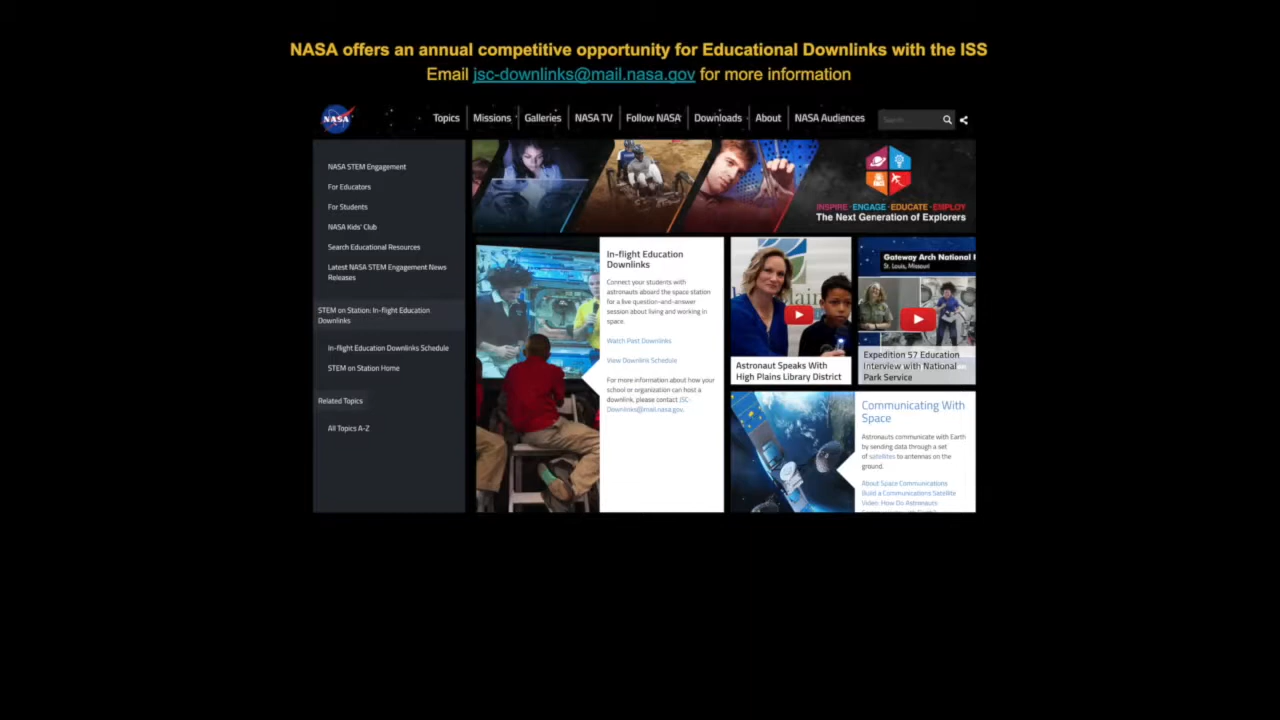 NASA offers an annual competitive opportunity for Educational Downlinks with the ISS
Email jsc-downlinks@mail.nasa.gov for more information
NASA
Topics
Missions
Galleries
NASA TV
Follow NASA
Downloads
About
NASA Audiences
Search...
NASA STEM Engagement
For Educators
For Students
NASA Kids' Club
Search Educational Resources
Latest NASA STEM Engagement News
Releases
STEM on Station: In-flight Education
Downlinks
In-flight Education Downlinks Schedule
STEM on Station Home
Related Topics
All Topics A-Z
INSPIRE · ENGAGE · EDUCATE · EMPLOY
The Next Generation of Explorers
In-flight Education
Downlinks
Connect your students with
astronauts aboard the space station
for a live question-and-answer
session about living and working in
space.
Watch Past Downlinks
View Downlink Schedule
For more information about how your
school or organization can host a
downlink, please contact JSC-
Downlinks@mail.nasa.gov.
Astronaut Speaks With
High Plains Library District
Gateway Arch National
St. Louis, Missouri
Expedition 57 Education
Interview with National
Park Service
Communicating With
Space
Astronauts communicate with Earth
by sending data through a set
of satellites to antennas on the
ground.
About Space Communications
Build a Communications Satellite
Video: How Do Astronauts